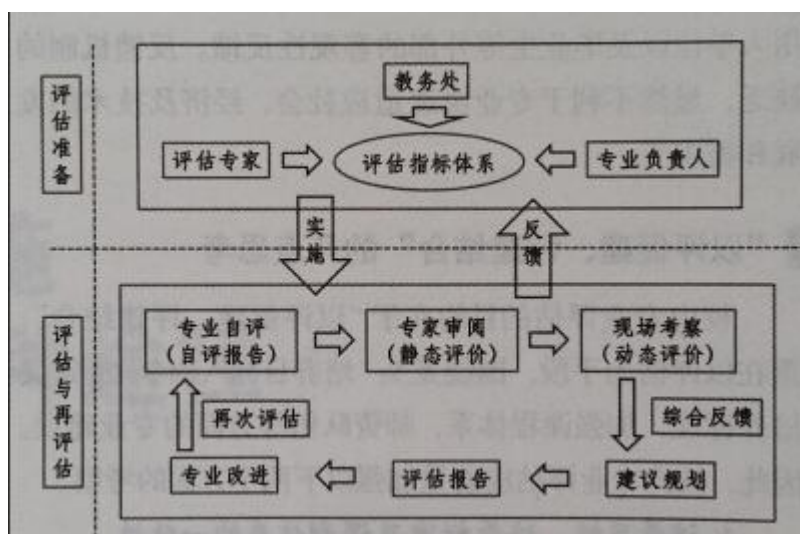 评估准备
教务处
评估专家
评估指标体系
专业负责人
实施
反馈
评估与再评估
专业自评
(自评报告)
专家审阅
(静态评价)
现场考察
(动态评价)
再次评估
综合反馈
专业改进
评估报告
建议规划